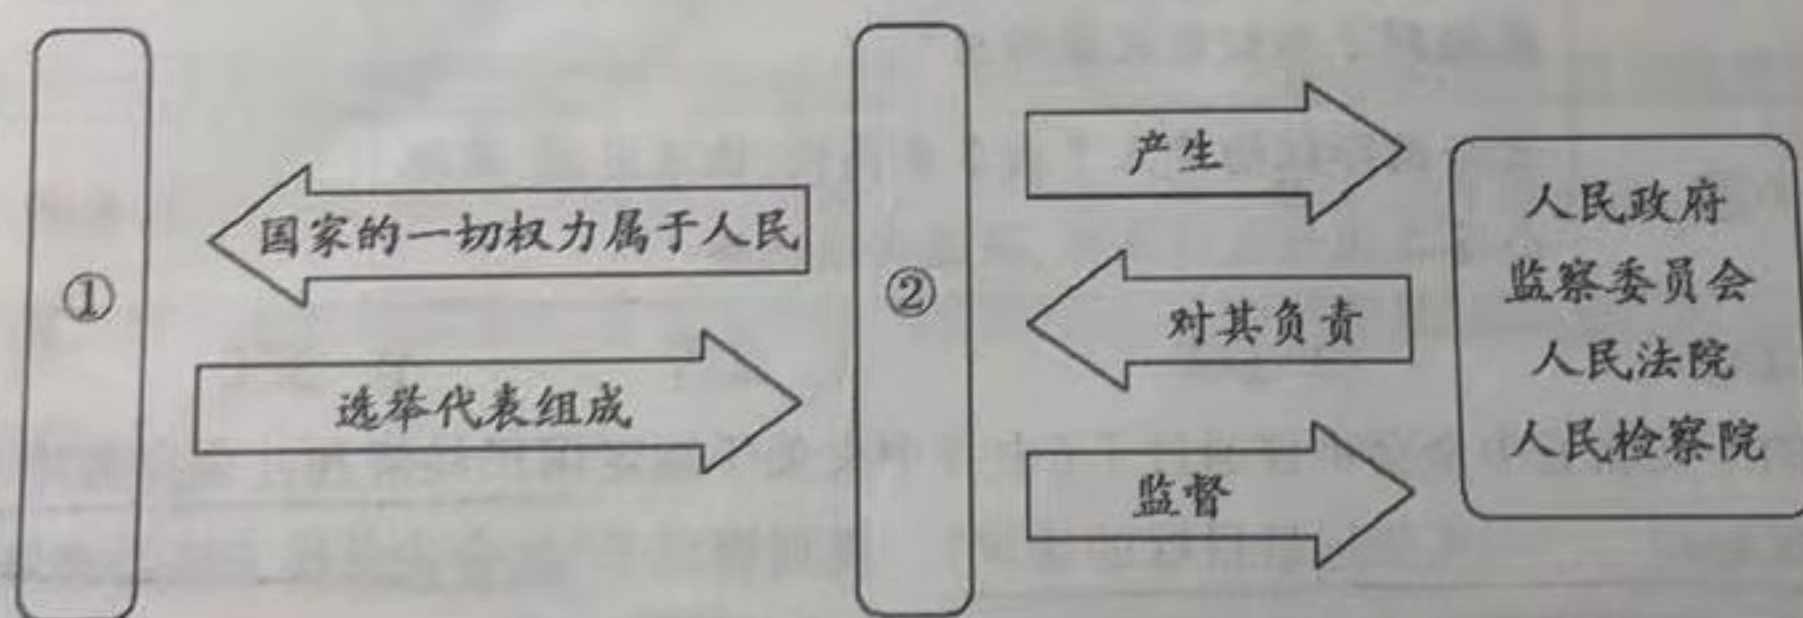 ①
国家的一切权力属于人民
选举代表组成
②
产生
对其负责
监督
人民政府
监察委员会
人民法院
人民检察院